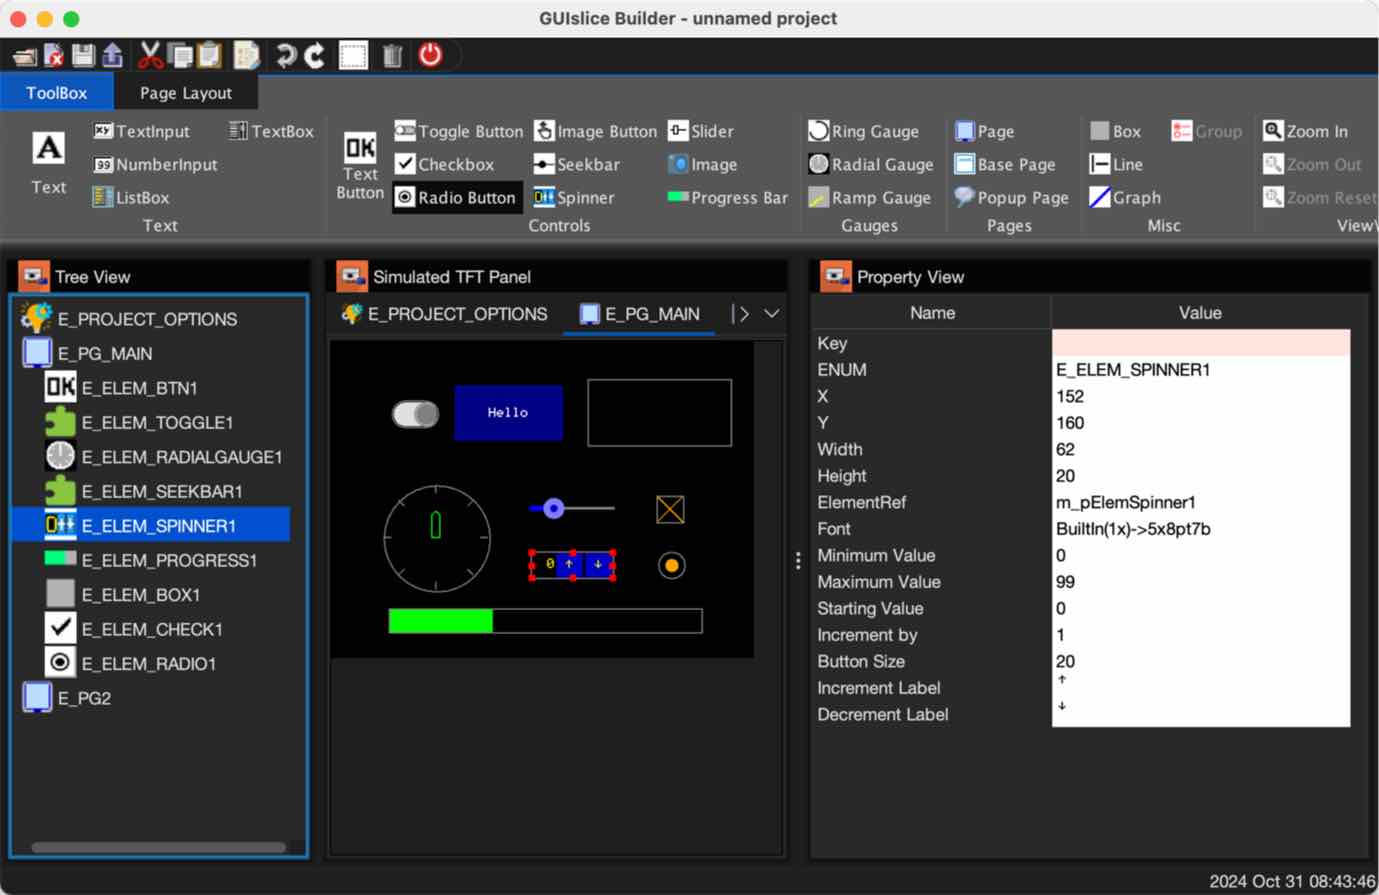 GUIslice Builder - unnamed project
ToolBox Page Layout
A Text
XY TextInput
TextBox
99 NumberInput
ListBox
Text
OK Text Button
Toggle Button
Image Button
Slider
Checkbox
Seekbar
Image
Radio Button
Spinner
Progress Bar
Controls
Ring Gauge
Radial Gauge
Ramp Gauge
Gauges
Page
Base Page
Popup Page
Pages
Box
Group
Line
Graph
Misc
Zoom In
Zoom Out
Zoom Reset
View
Tree View
E_PROJECT_OPTIONS
E_PG_MAIN
OK E_ELEM_BTN1
E_ELEM_TOGGLE1
E_ELEM_RADIALGAUGE1
E_ELEM_SEEKBAR1
E_ELEM_SPINNER1
E_ELEM_PROGRESS1
E_ELEM_BOX1
E_ELEM_CHECK1
E_ELEM_RADIO1
E_PG2
Simulated TFT Panel
E_PROJECT_OPTIONS E_PG_MAIN
Hello
0 ↑ ↓
Property View
Name Value
Key
ENUM E_ELEM_SPINNER1
X 152
Y 160
Width 62
Height 20
ElementRef m_pElemSpinner1
Font BuiltIn(1x)->5x8pt7b
Minimum Value 0
Maximum Value 99
Starting Value 0
Increment by 1
Button Size 20
Increment Label ↑
Decrement Label ↓
2024 Oct 31 08:43:46